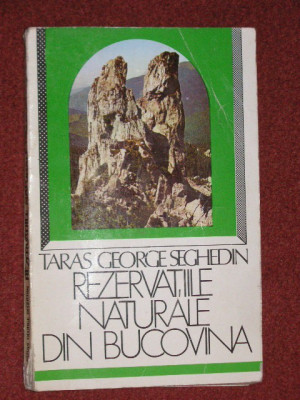 TARAS GEORGE SEGHEDIN
REZERVAȚIILE
NATURALE
DIN BUCOVINA